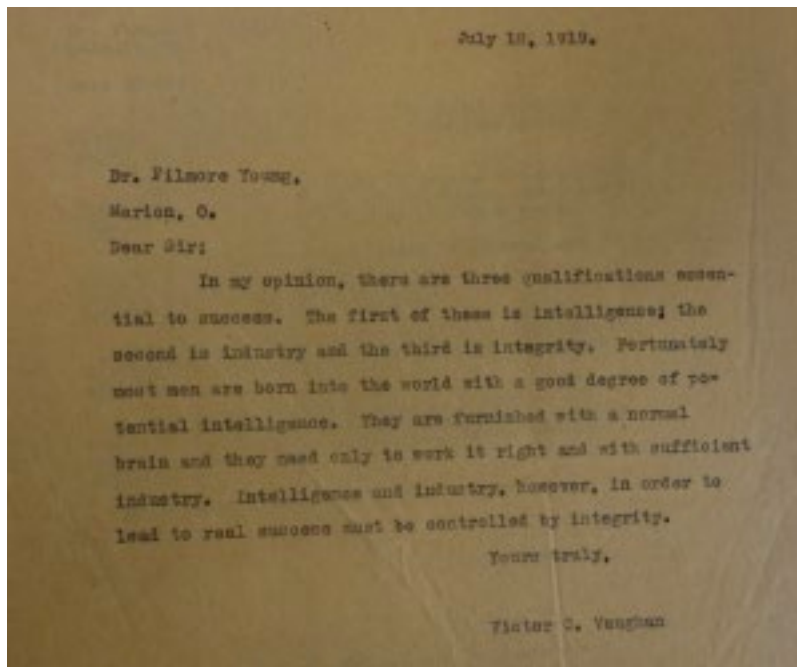 July 18, 1919.
Dr. Filmore Young,
Marion, O.
Dear Sir:
In my opinion, there are three qualifications essen-
tial to success. The first of these is intelligence; the
second is industry and the third is integrity. Fortunately
most men are born into the world with a good degree of po-
tential intelligence. They are furnished with a normal
brain and they need only to work it right and with sufficient
industry. Intelligence and industry, however, in order to
lead to real success must be controlled by integrity.
Yours truly,
Victor C. Vaughan